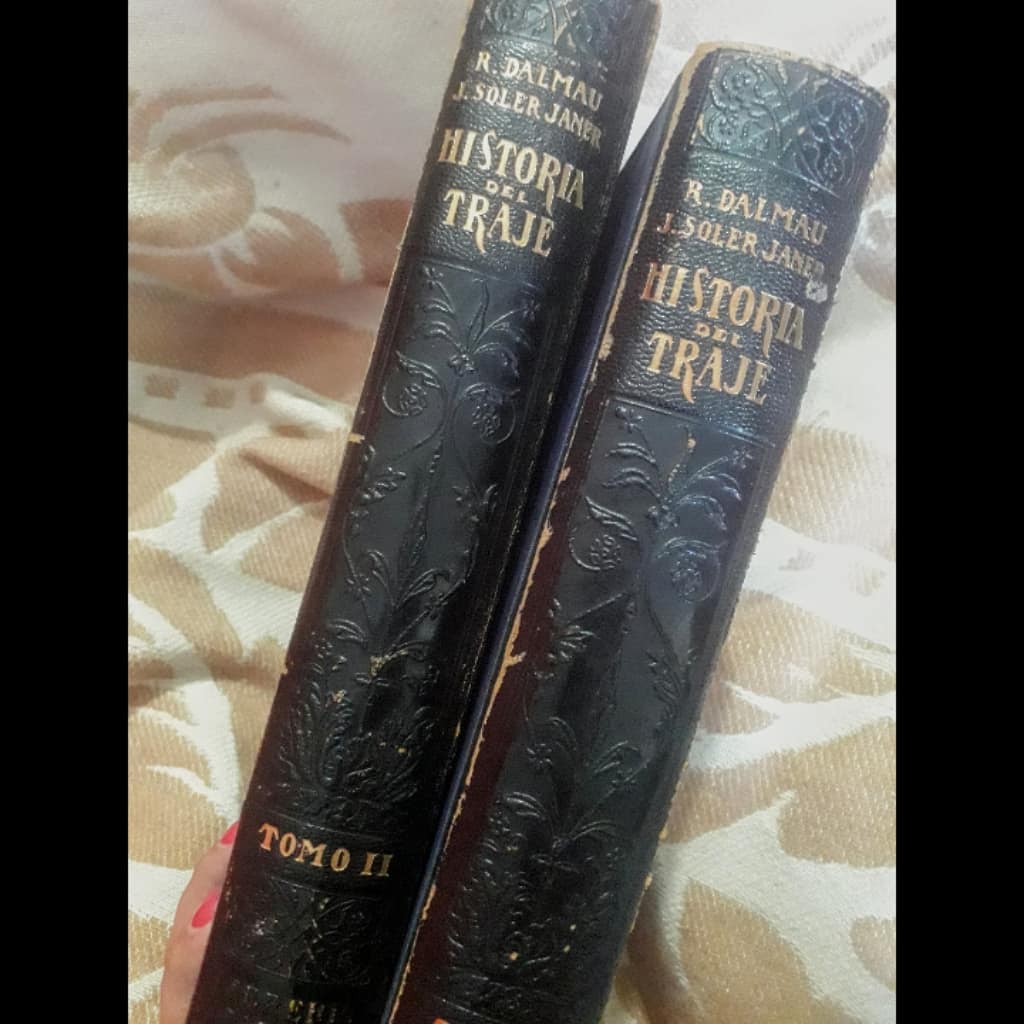 R. DALMAU
J. SOLER JANER
HISTORIA
DEL
TRAJE
TOMO II
R. DALMAU
J. SOLER JANER
HISTORIA
DEL
TRAJE